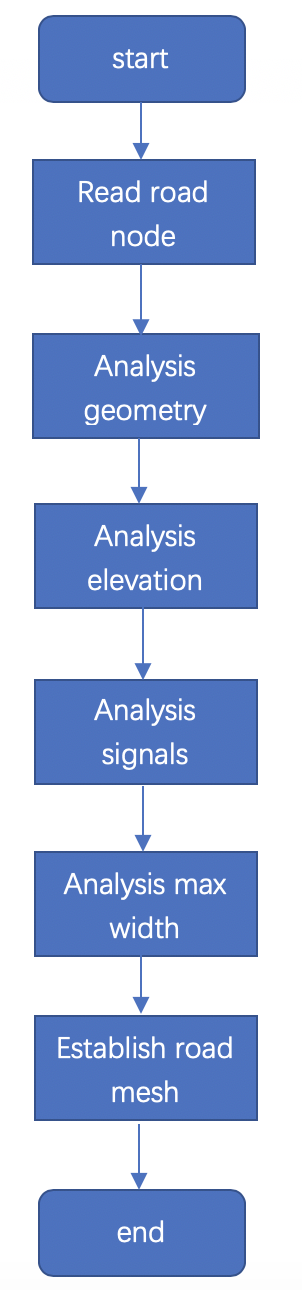 start
Read road
node
Analysis
geometry
Analysis
elevation
Analysis
signals
Analysis max
width
Establish road
mesh
end